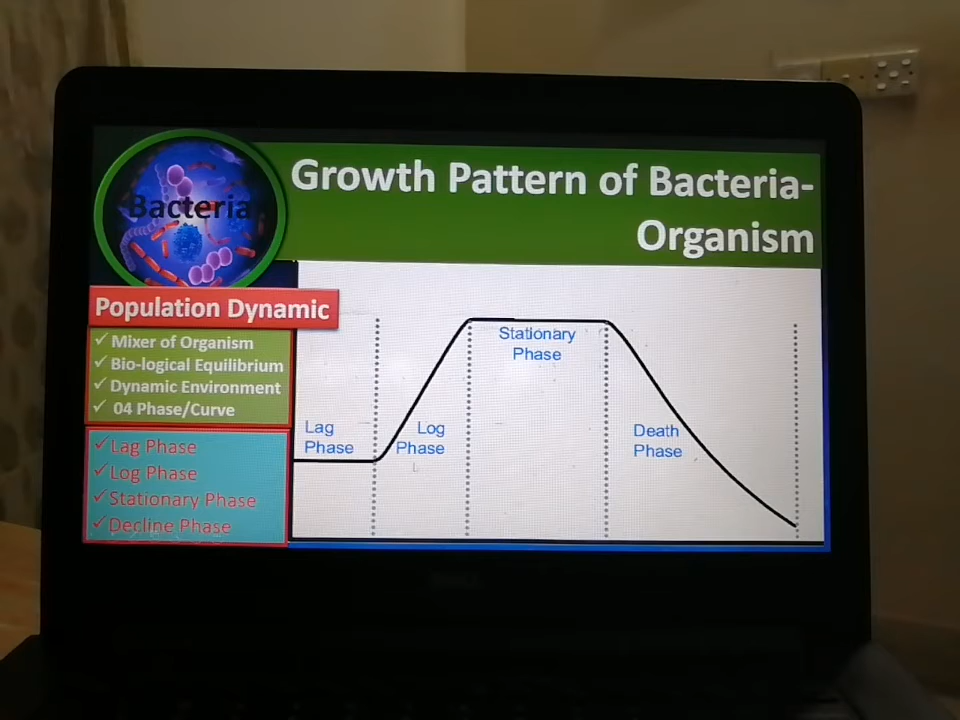 Growth Pattern of Bacteria-
Organism
Bacteria
Population Dynamic
✓ Mixer of Organism
✓ Bio-logical Equilibrium
✓ Dynamic Environment
✓ 04 Phase/Curve
✓Lag Phase
✓Log Phase
✓Stationary Phase
✓Decline Phase
Lag
Phase
Log
Phase
Stationary
Phase
Death
Phase